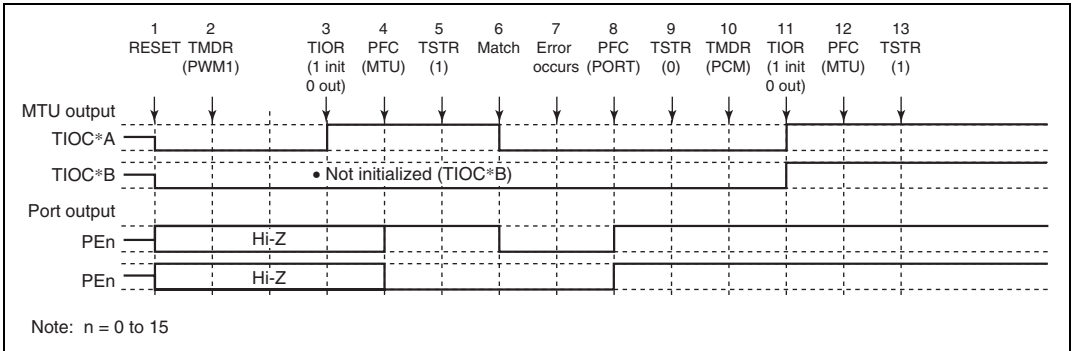 1 2 3 4 5 6 7 8 9 10 11 12 13
RESET TMDR TIOR PFC TSTR Match Error PFC TSTR TMDR TIOR PFC TSTR
(PWM1) (1 init (MTU) (1) occurs (PORT) (0) (PCM) (1 init (MTU) (1)
0 out) 0 out)
MTU output
TIOC*A
TIOC*B • Not initialized (TIOC*B)
Port output
PEn Hi-Z
PEn Hi-Z
Note: n = 0 to 15